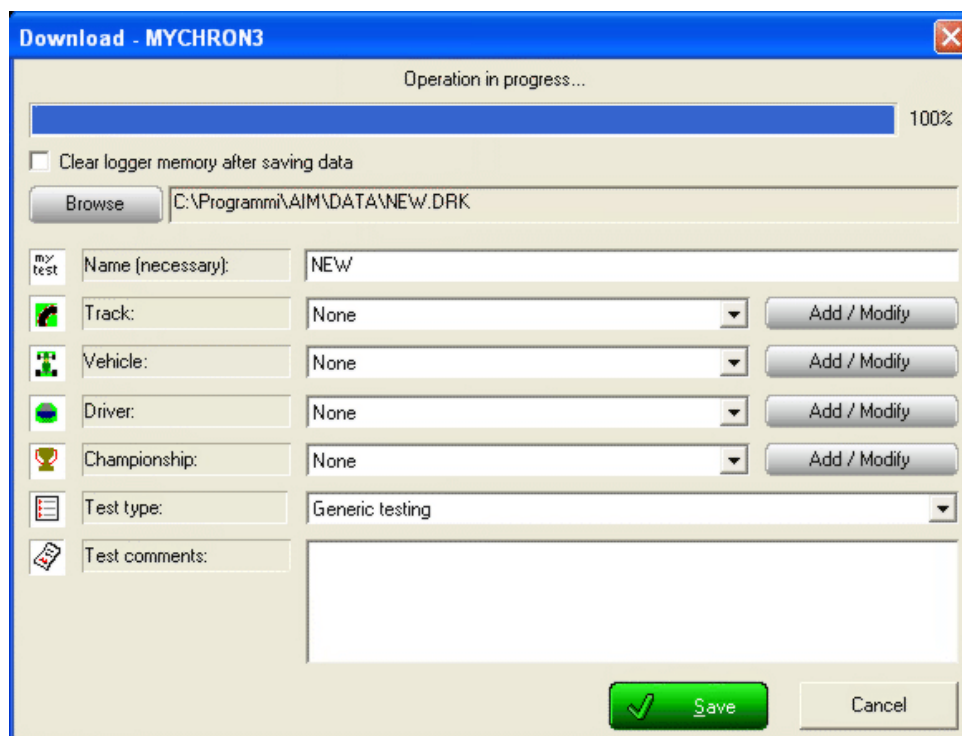 Download - MYCHRON3
Operation in progress...
100%
Clear logger memory after saving data
Browse C:\Programmi\AIM\DATA\NEW.DRK
my test Name (necessary): NEW
Track: None Add / Modify
Vehicle: None Add / Modify
Driver: None Add / Modify
Championship: None Add / Modify
Test type: Generic testing
Test comments:
Save Cancel